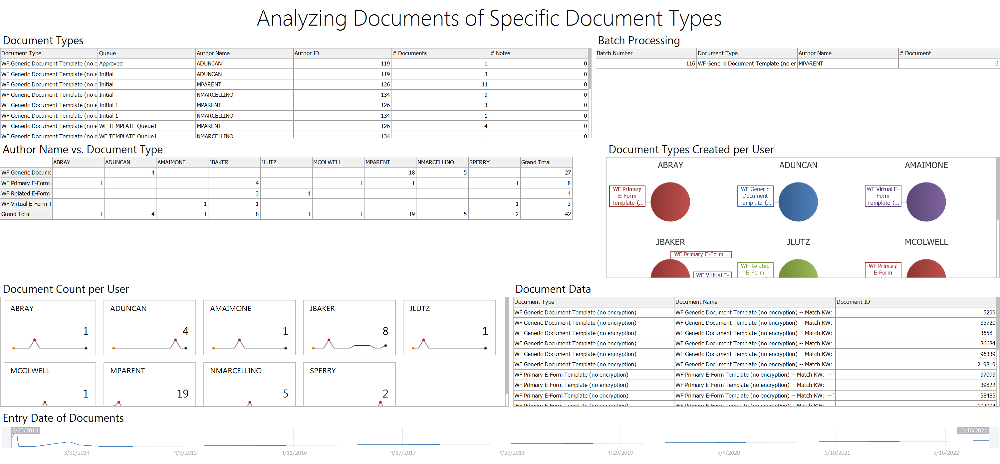 Analyzing Documents of Specific Document Types
Document Types
Document Type Queue Author Name Author ID # Documents # Notes
WF Generic Document Template (no e Approved ADUNCAN 119 1 0
WF Generic Document Template (no e Initial ADUNCAN 119 3 0
WF Generic Document Template (no e Initial MPARENT 126 11 0
WF Generic Document Template (no e Initial NMARCELLINO 134 3 0
WF Generic Document Template (no e Initial 1 MPARENT 126 3 0
WF Generic Document Template (no e Initial 1 NMARCELLINO 134 1 0
WF Generic Document Template (no e WF TEMPLATE Queue1 MPARENT 126 4 0
WF Generic Document Template (no e WF TEMPLATE Queue1 NMARCELLINO 134 1 0
Batch Processing
Batch Number Document Type Author Name # Document
116 WF Generic Document Template (no er MPARENT 6
Author Name vs. Document Type
ABRAY ADUNCAN AMAIMONE JBAKER JLUTZ MCOLWELL MPARENT NMARCELLINO SPERRY Grand Total
WF Generic Docume 4 18 5 27
WF Primary E-Form 1 4 1 1 1 8
WF Related E-Form 3 1 4
WF Virtual E-Form T 1 1 1 3
Grand Total 1 4 1 8 1 1 19 5 2 42
Document Types Created per User
ABRAY ADUNCAN AMAIMONE
WF Primary
E-Form
Template (...
WF Generic
Document
Template (...
WF Virtual E-
Form
Template (...
JBAKER JLUTZ MCOLWELL
WF Primary E-Form...
WF Virtual E-
WF Related
E-Form
WF Primary
E-Form
Document Count per User
ABRAY
1
ADUNCAN
4
AMAIMONE
1
JBAKER
8
JLUTZ
1
MCOLWELL
1
MPARENT
19
NMARCELLINO
5
SPERRY
2
Document Data
Document Type Document Name Document ID
WF Generic Document Template (no encryption) WF Generic Document Template (no encryption) -- Match KW: 5299
WF Generic Document Template (no encryption) WF Generic Document Template (no encryption) -- Match KW: 35720
WF Generic Document Template (no encryption) WF Generic Document Template (no encryption) -- Match KW: 36581
WF Generic Document Template (no encryption) WF Generic Document Template (no encryption) -- Match KW: 36684
WF Generic Document Template (no encryption) WF Generic Document Template (no encryption) -- Match KW: 96339
WF Generic Document Template (no encryption) WF Generic Document Template (no encryption) -- Match KW: 219819
WF Primary E-Form Template (no encryption) WF Primary E-Form Template (no encryption) -- Match KW: -- 37093
WF Primary E-Form Template (no encryption) WF Primary E-Form Template (no encryption) -- Match KW: -- 39822
WF Primary E-Form Template (no encryption) WF Primary E-Form Template (no encryption) -- Match KW: -- 58485
WF Primary E-Form Template (no encryption) WF Primary E-Form Template (no encryption) -- Match KW: -- 102004
Entry Date of Documents
8/23/2013 10/10/2022
3/31/2014 4/6/2015 4/11/2016 4/17/2017 4/23/2018 4/29/2019 5/4/2020 5/10/2021 5/16/2022